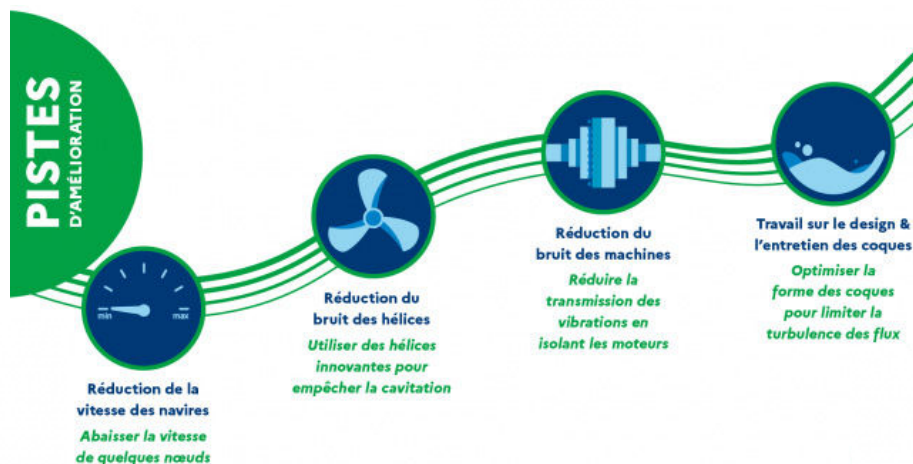 PISTES
D'AMÉLIORATION
min
max
Réduction de la
vitesse des navires
Abaisser la vitesse
de quelques nœuds
Réduction du
bruit des hélices
Utiliser des hélices
innovantes pour
empêcher la cavitation
Réduction du
bruit des machines
Réduire la
transmission des
vibrations en
isolant les moteurs
Travail sur le design &
l'entretien des coques
Optimiser la
forme des coques
pour limiter la
turbulence des flux